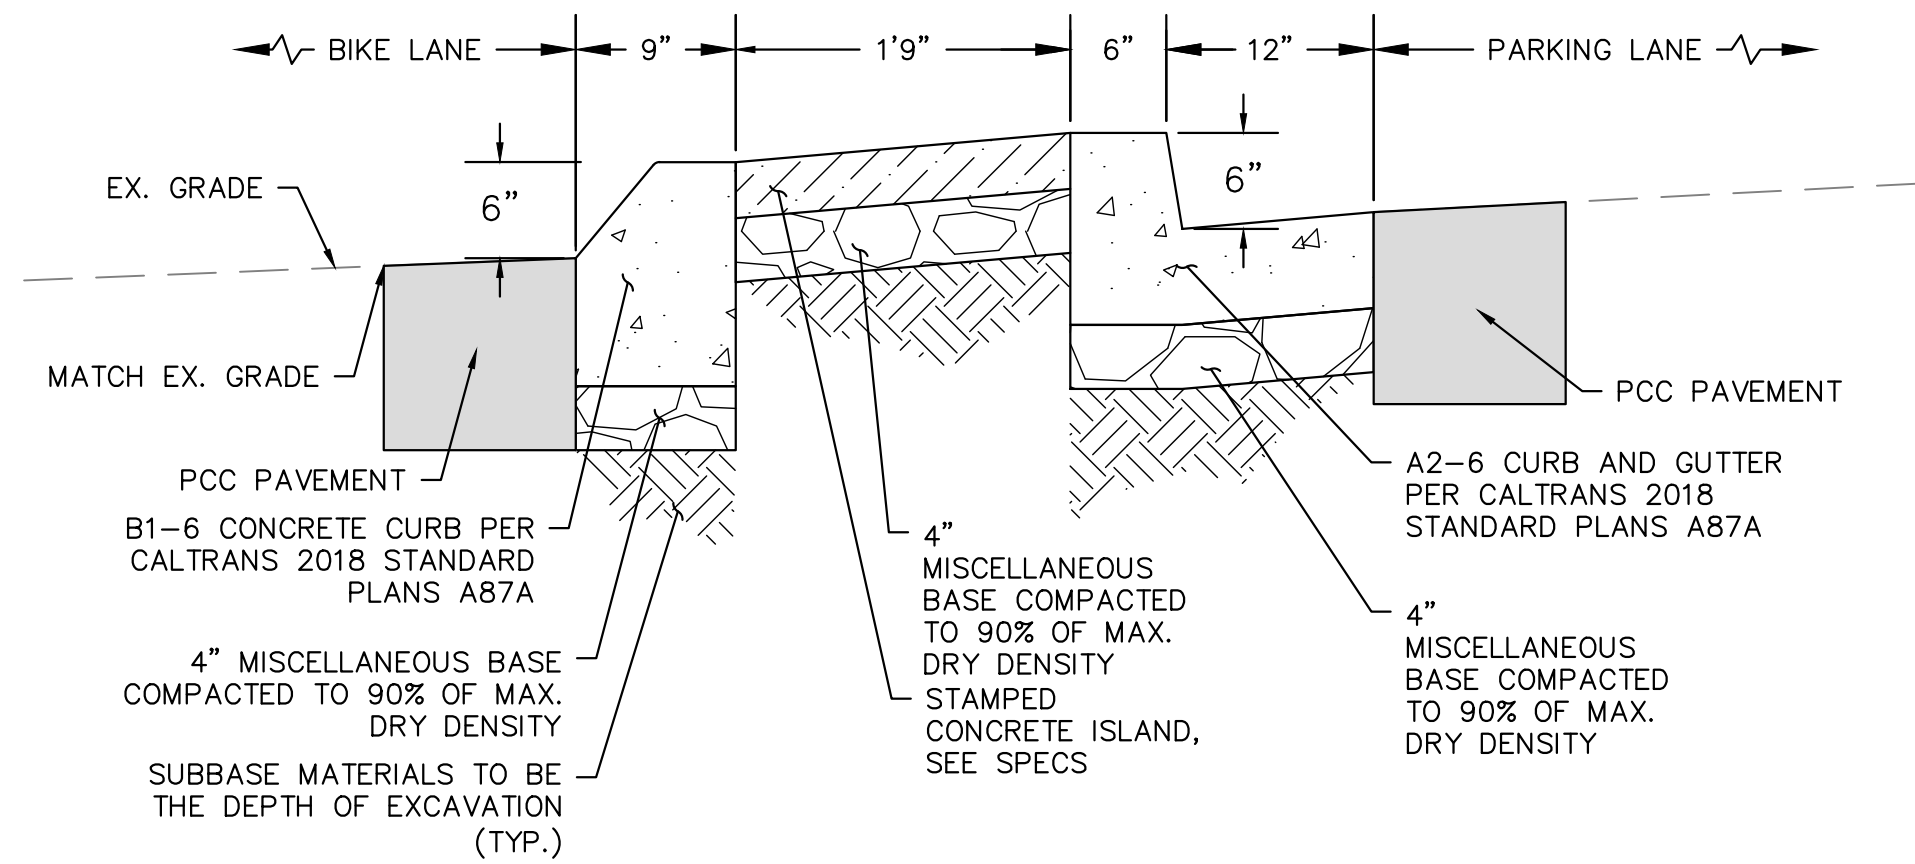 BIKE LANE
9"
1'9"
6"
12"
PARKING LANE
EX. GRADE
6"
6"
MATCH EX. GRADE
PCC PAVEMENT
PCC PAVEMENT
B1-6 CONCRETE CURB PER
CALTRANS 2018 STANDARD
PLANS A87A
4" MISCELLANEOUS BASE
COMPACTED TO 90% OF MAX.
DRY DENSITY
SUBBASE MATERIALS TO BE
THE DEPTH OF EXCAVATION
(TYP.)
4"
MISCELLANEOUS
BASE COMPACTED
TO 90% OF MAX.
DRY DENSITY
STAMPED
CONCRETE ISLAND,
SEE SPECS
A2-6 CURB AND GUTTER
PER CALTRANS 2018
STANDARD PLANS A87A
4"
MISCELLANEOUS
BASE COMPACTED
TO 90% OF MAX.
DRY DENSITY